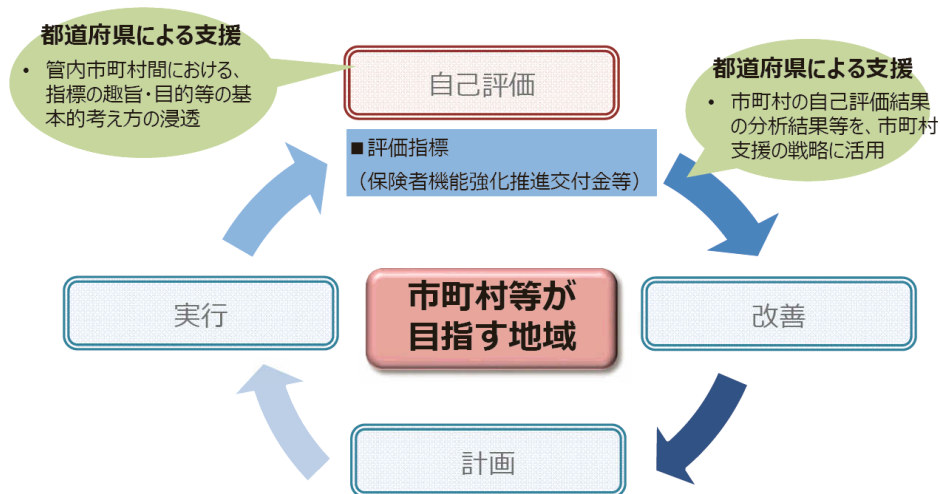 都道府県による支援
• 管内市町村間における、
指標の趣旨・目的等の基
本的考え方の浸透
自己評価
■評価指標
（保険者機能強化推進交付金等）
都道府県による支援
• 市町村の自己評価結果
の分析結果等を、市町村
支援の戦略に活用
実行
市町村等が
目指す地域
改善
計画